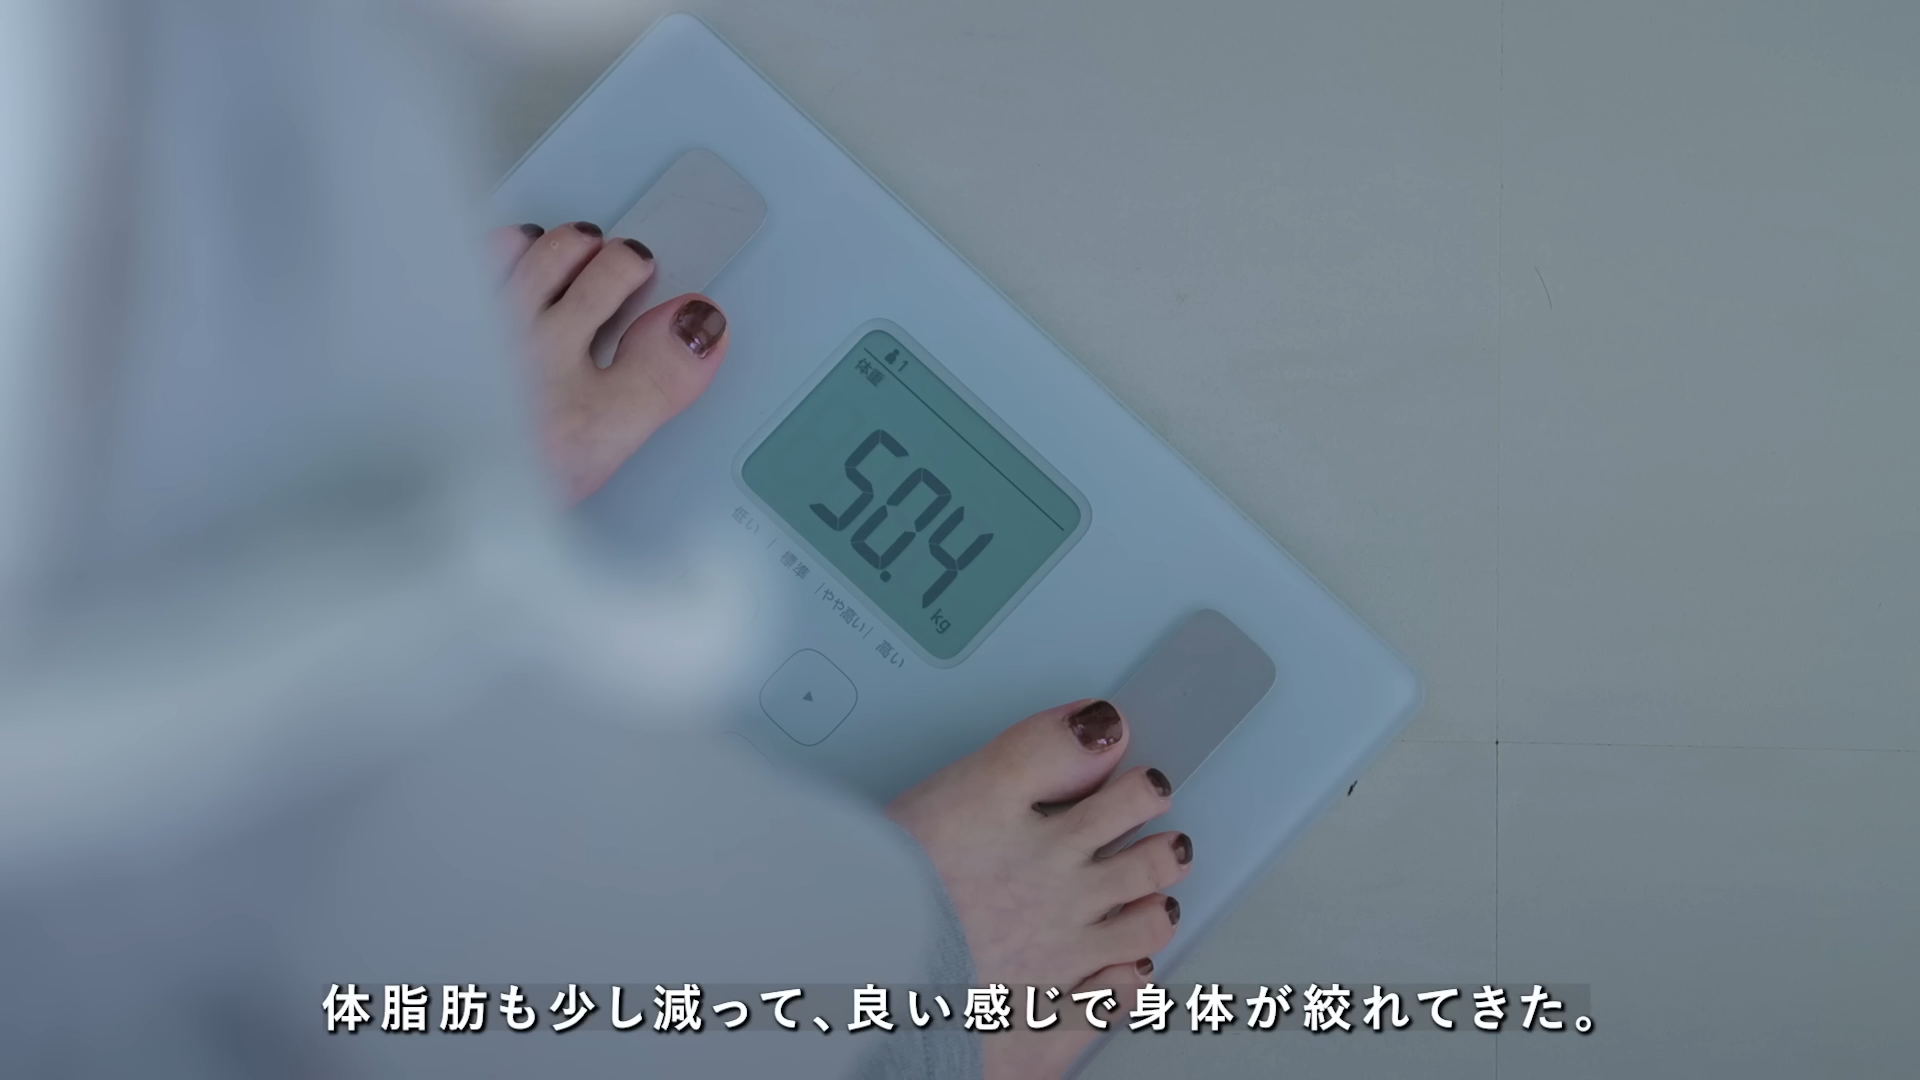 1
体重
50.4
kg
低い | 標準 | やや高い | 高い
体脂肪も少し減って、良い感じで身体が絞れてきた。